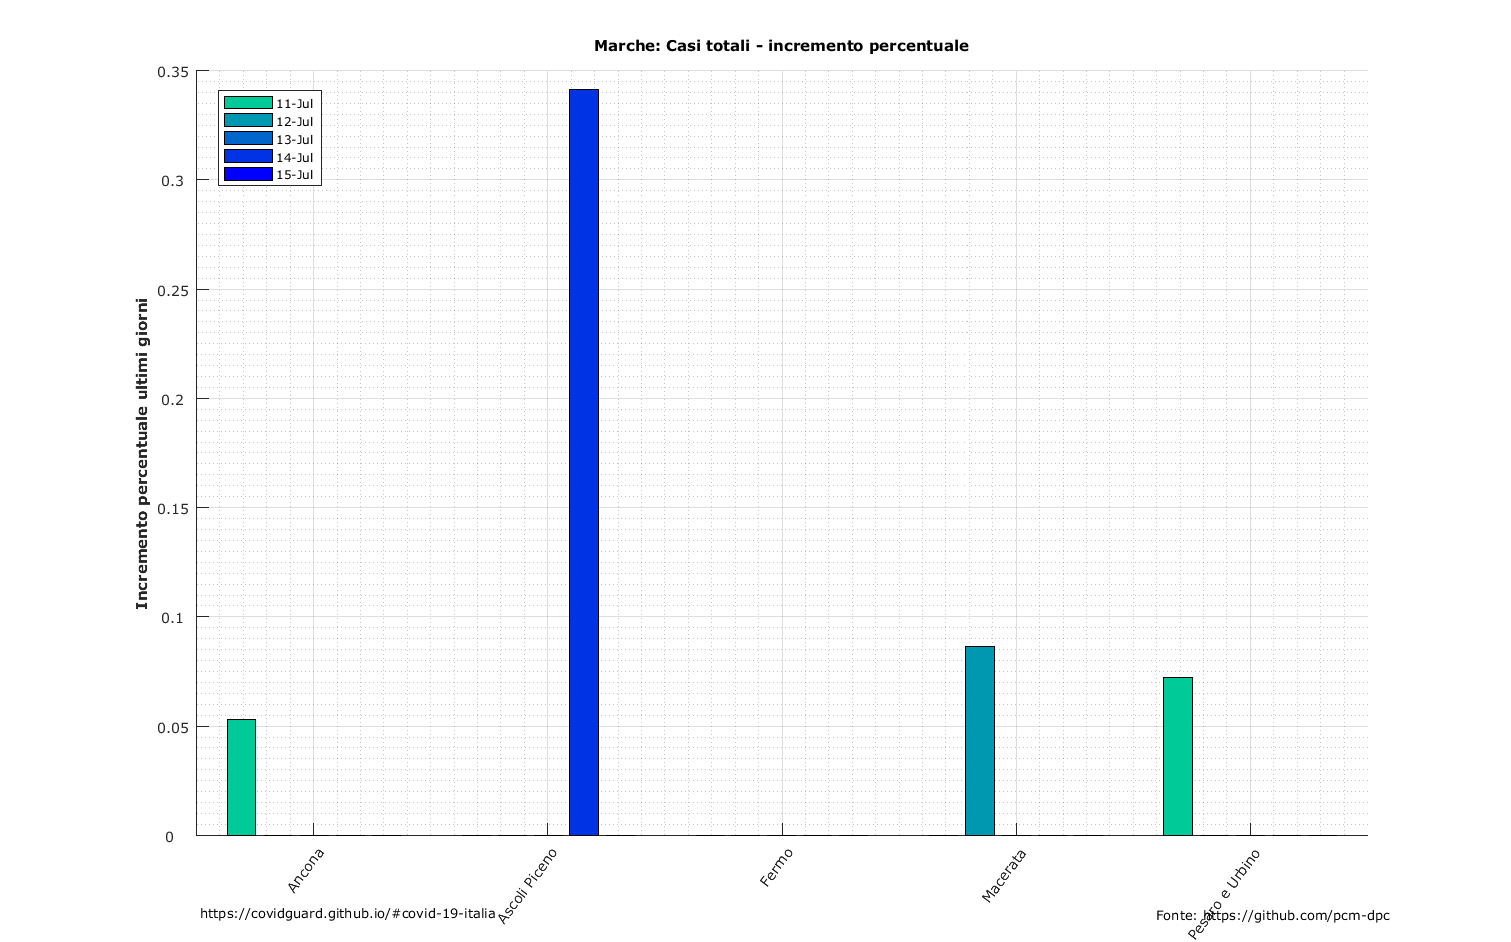 Marche: Casi totali - incremento percentuale
0.35
0.3
0.25
0.2
0.15
0.1
0.05
0
Incremento percentuale ultimi giorni
11-Jul
12-Jul
13-Jul
14-Jul
15-Jul
Ancona
Ascoli Piceno
Fermo
Macerata
Pesaro e Urbino
https://covidguard.github.io/#covid-19-italia
Fonte: https://github.com/pcm-dpc